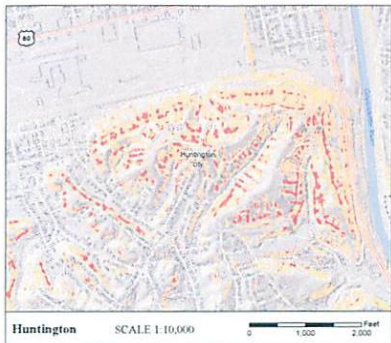 60
Huntington
city
Huntington SCALE 1:10,000
Feet
0 1,000 2,000